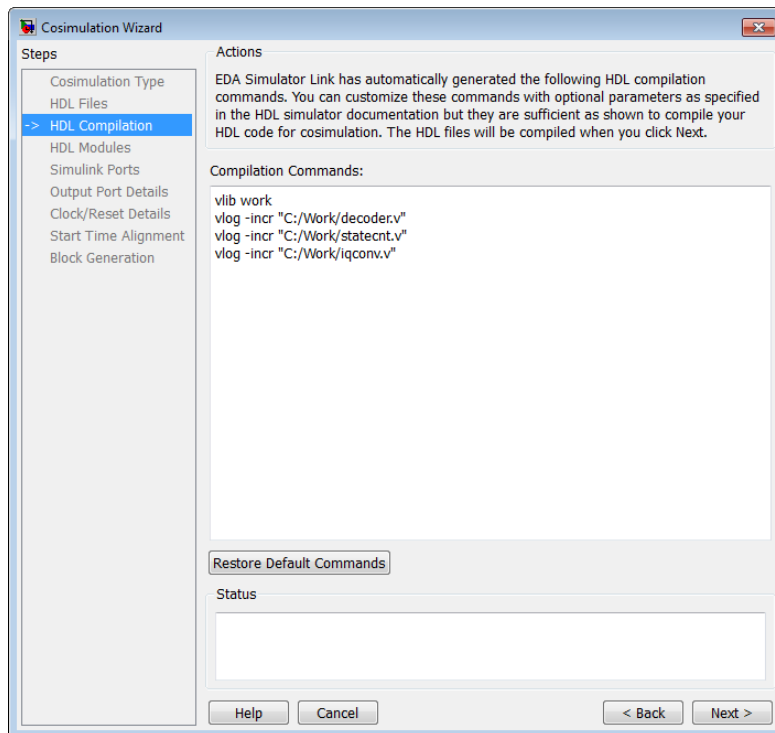 Cosimulation Wizard
Steps
Cosimulation Type
HDL Files
-> HDL Compilation
HDL Modules
Simulink Ports
Output Port Details
Clock/Reset Details
Start Time Alignment
Block Generation
Actions
EDA Simulator Link has automatically generated the following HDL compilation
commands. You can customize these commands with optional parameters as specified
in the HDL simulator documentation but they are sufficient as shown to compile your
HDL code for cosimulation. The HDL files will be compiled when you click Next.
Compilation Commands:
vlib work
vlog -incr "C:/Work/decoder.v"
vlog -incr "C:/Work/statecnt.v"
vlog -incr "C:/Work/iqconv.v"
Restore Default Commands
Status
Help Cancel < Back Next >